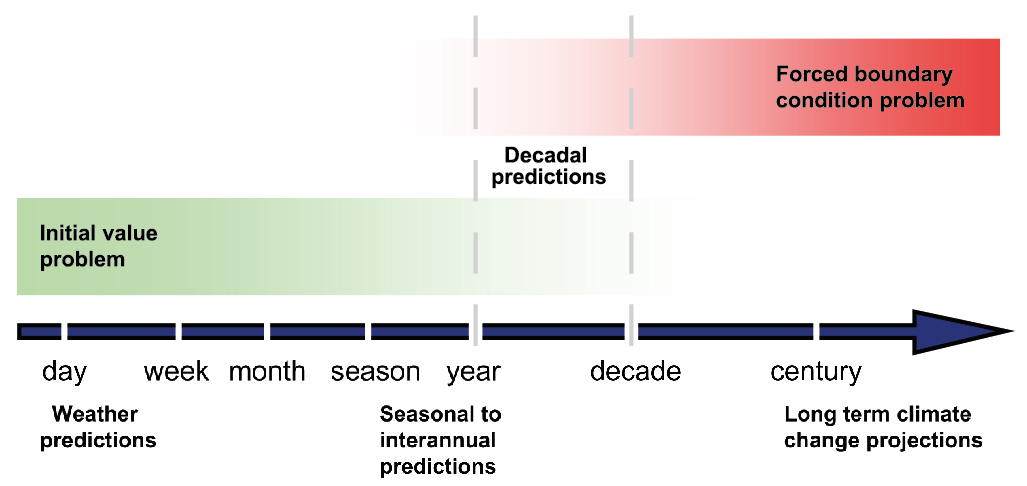 Forced boundary
condition problem
Decadal
predictions
Initial value
problem
day week month season year decade century
Weather
predictions
Seasonal to
interannual
predictions
Long term climate
change projections